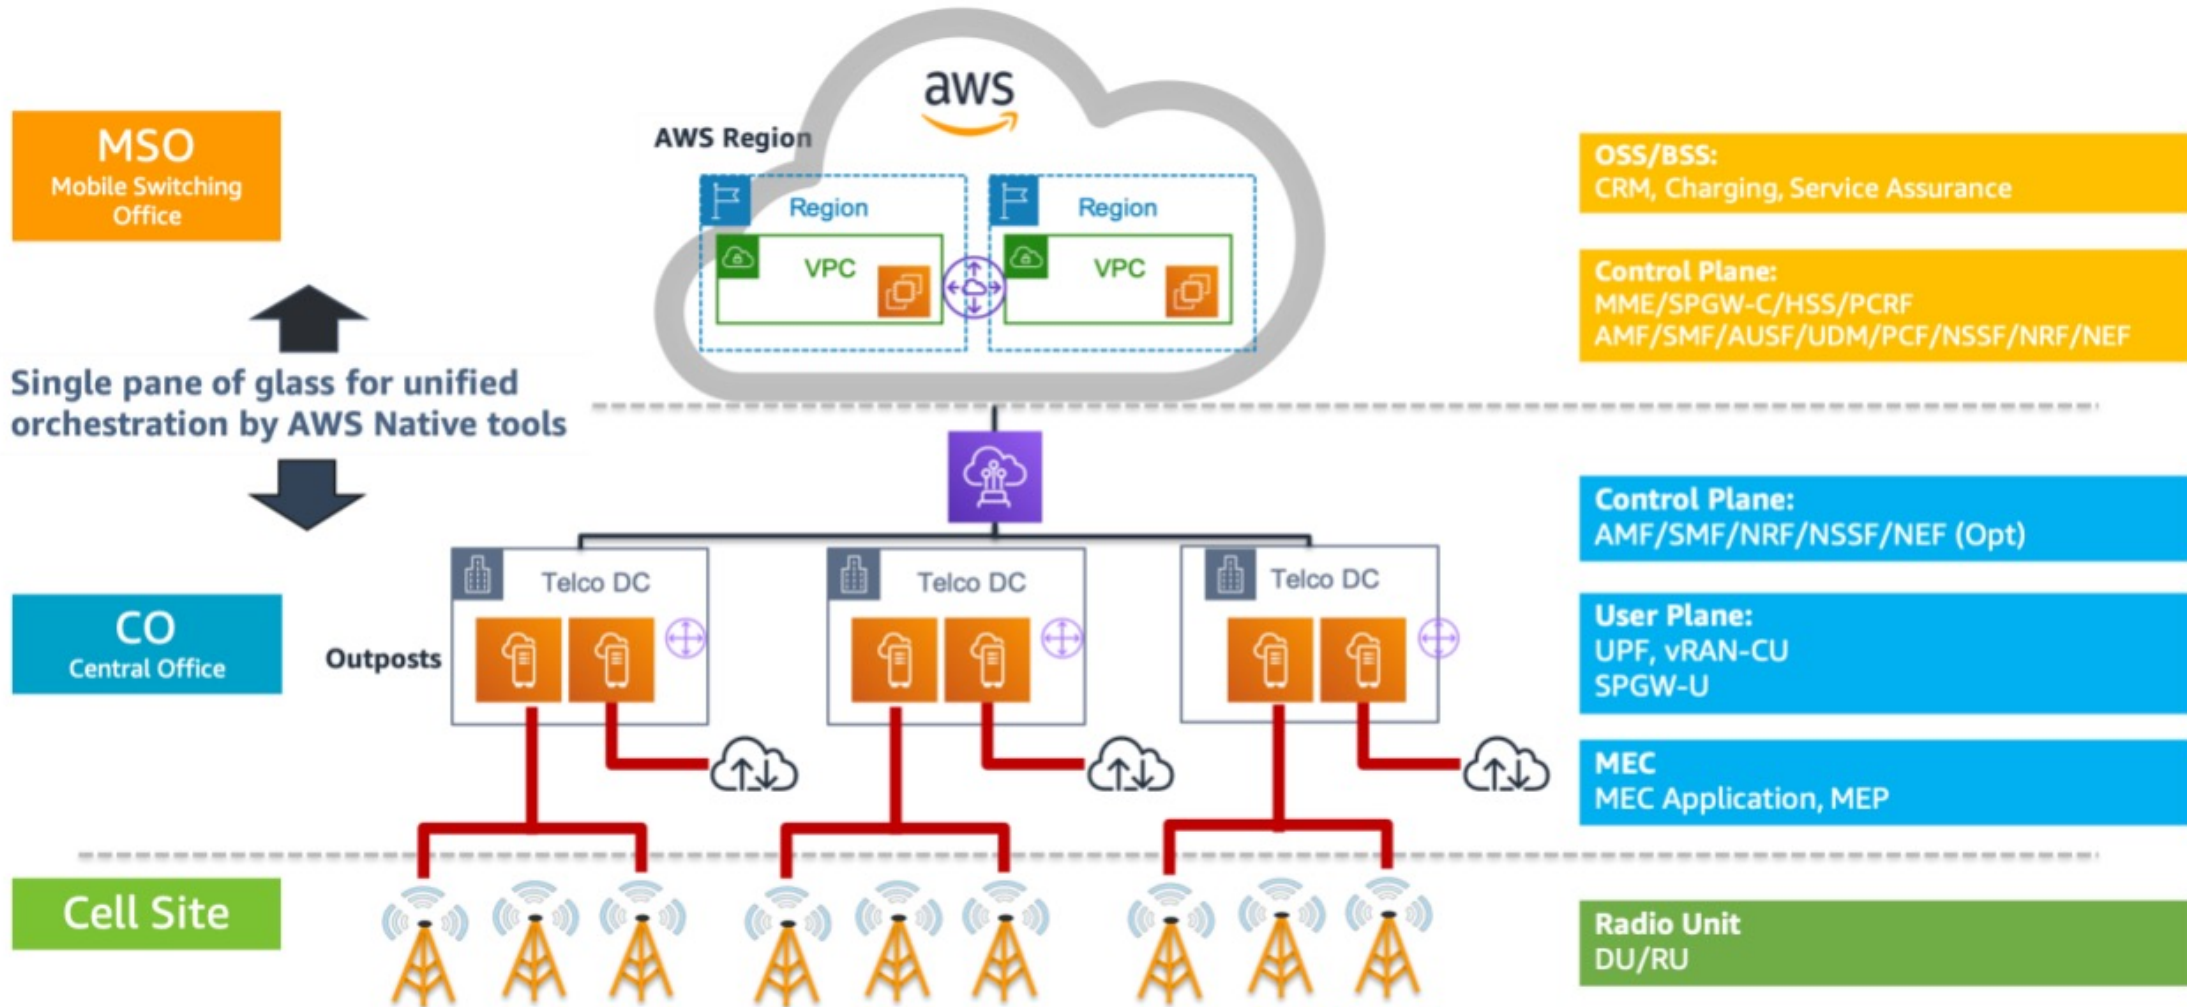 aws
AWS Region
MSO
Mobile Switching
Office
Region
Region
VPC
VPC
OSS/BSS:
CRM, Charging, Service Assurance
Control Plane:
MME/SPGW-C/HSS/PCRF
AMF/SMF/AUSF/UDM/PCF/NSSF/NRF/NEF
Single pane of glass for unified
orchestration by AWS Native tools
Control Plane:
AMF/SMF/NRF/NSSF/NEF (Opt)
Telco DC
Telco DC
Telco DC
CO
Central Office
Outposts
User Plane:
UPF, vRAN-CU
SPGW-U
MEC
MEC Application, MEP
Cell Site
Radio Unit
DU/RU